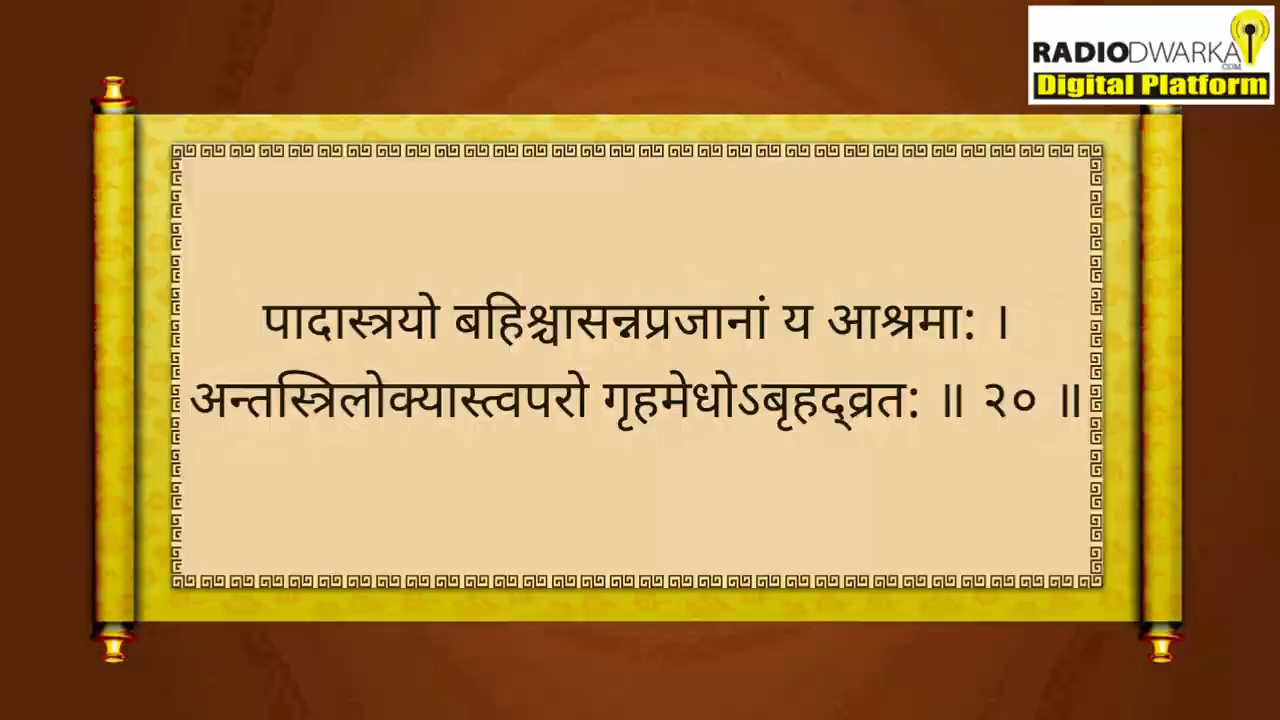 RADIODWARKA
.COM
Digital Platform
पादास्त्रयो बहिश्चासन्नप्रजानां य आश्रमा: ।
अन्तस्त्रिलोक्यास्त्वपरो गृहमेधोऽबृहद्‌व्रत: ॥ २० ॥